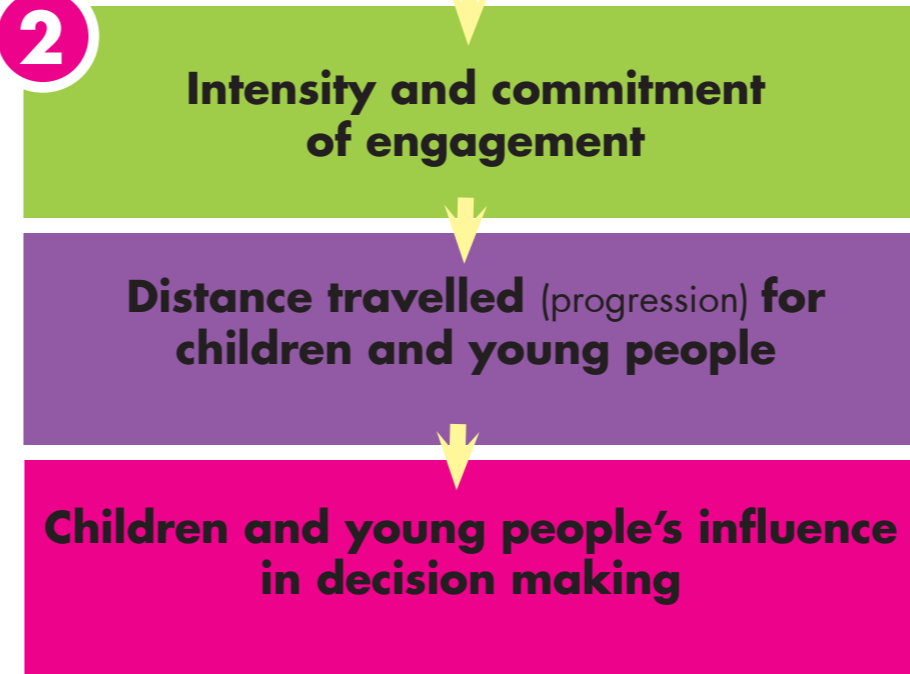 2
Intensity and commitment
of engagement
Distance travelled (progression) for
children and young people
Children and young people’s influence
in decision making